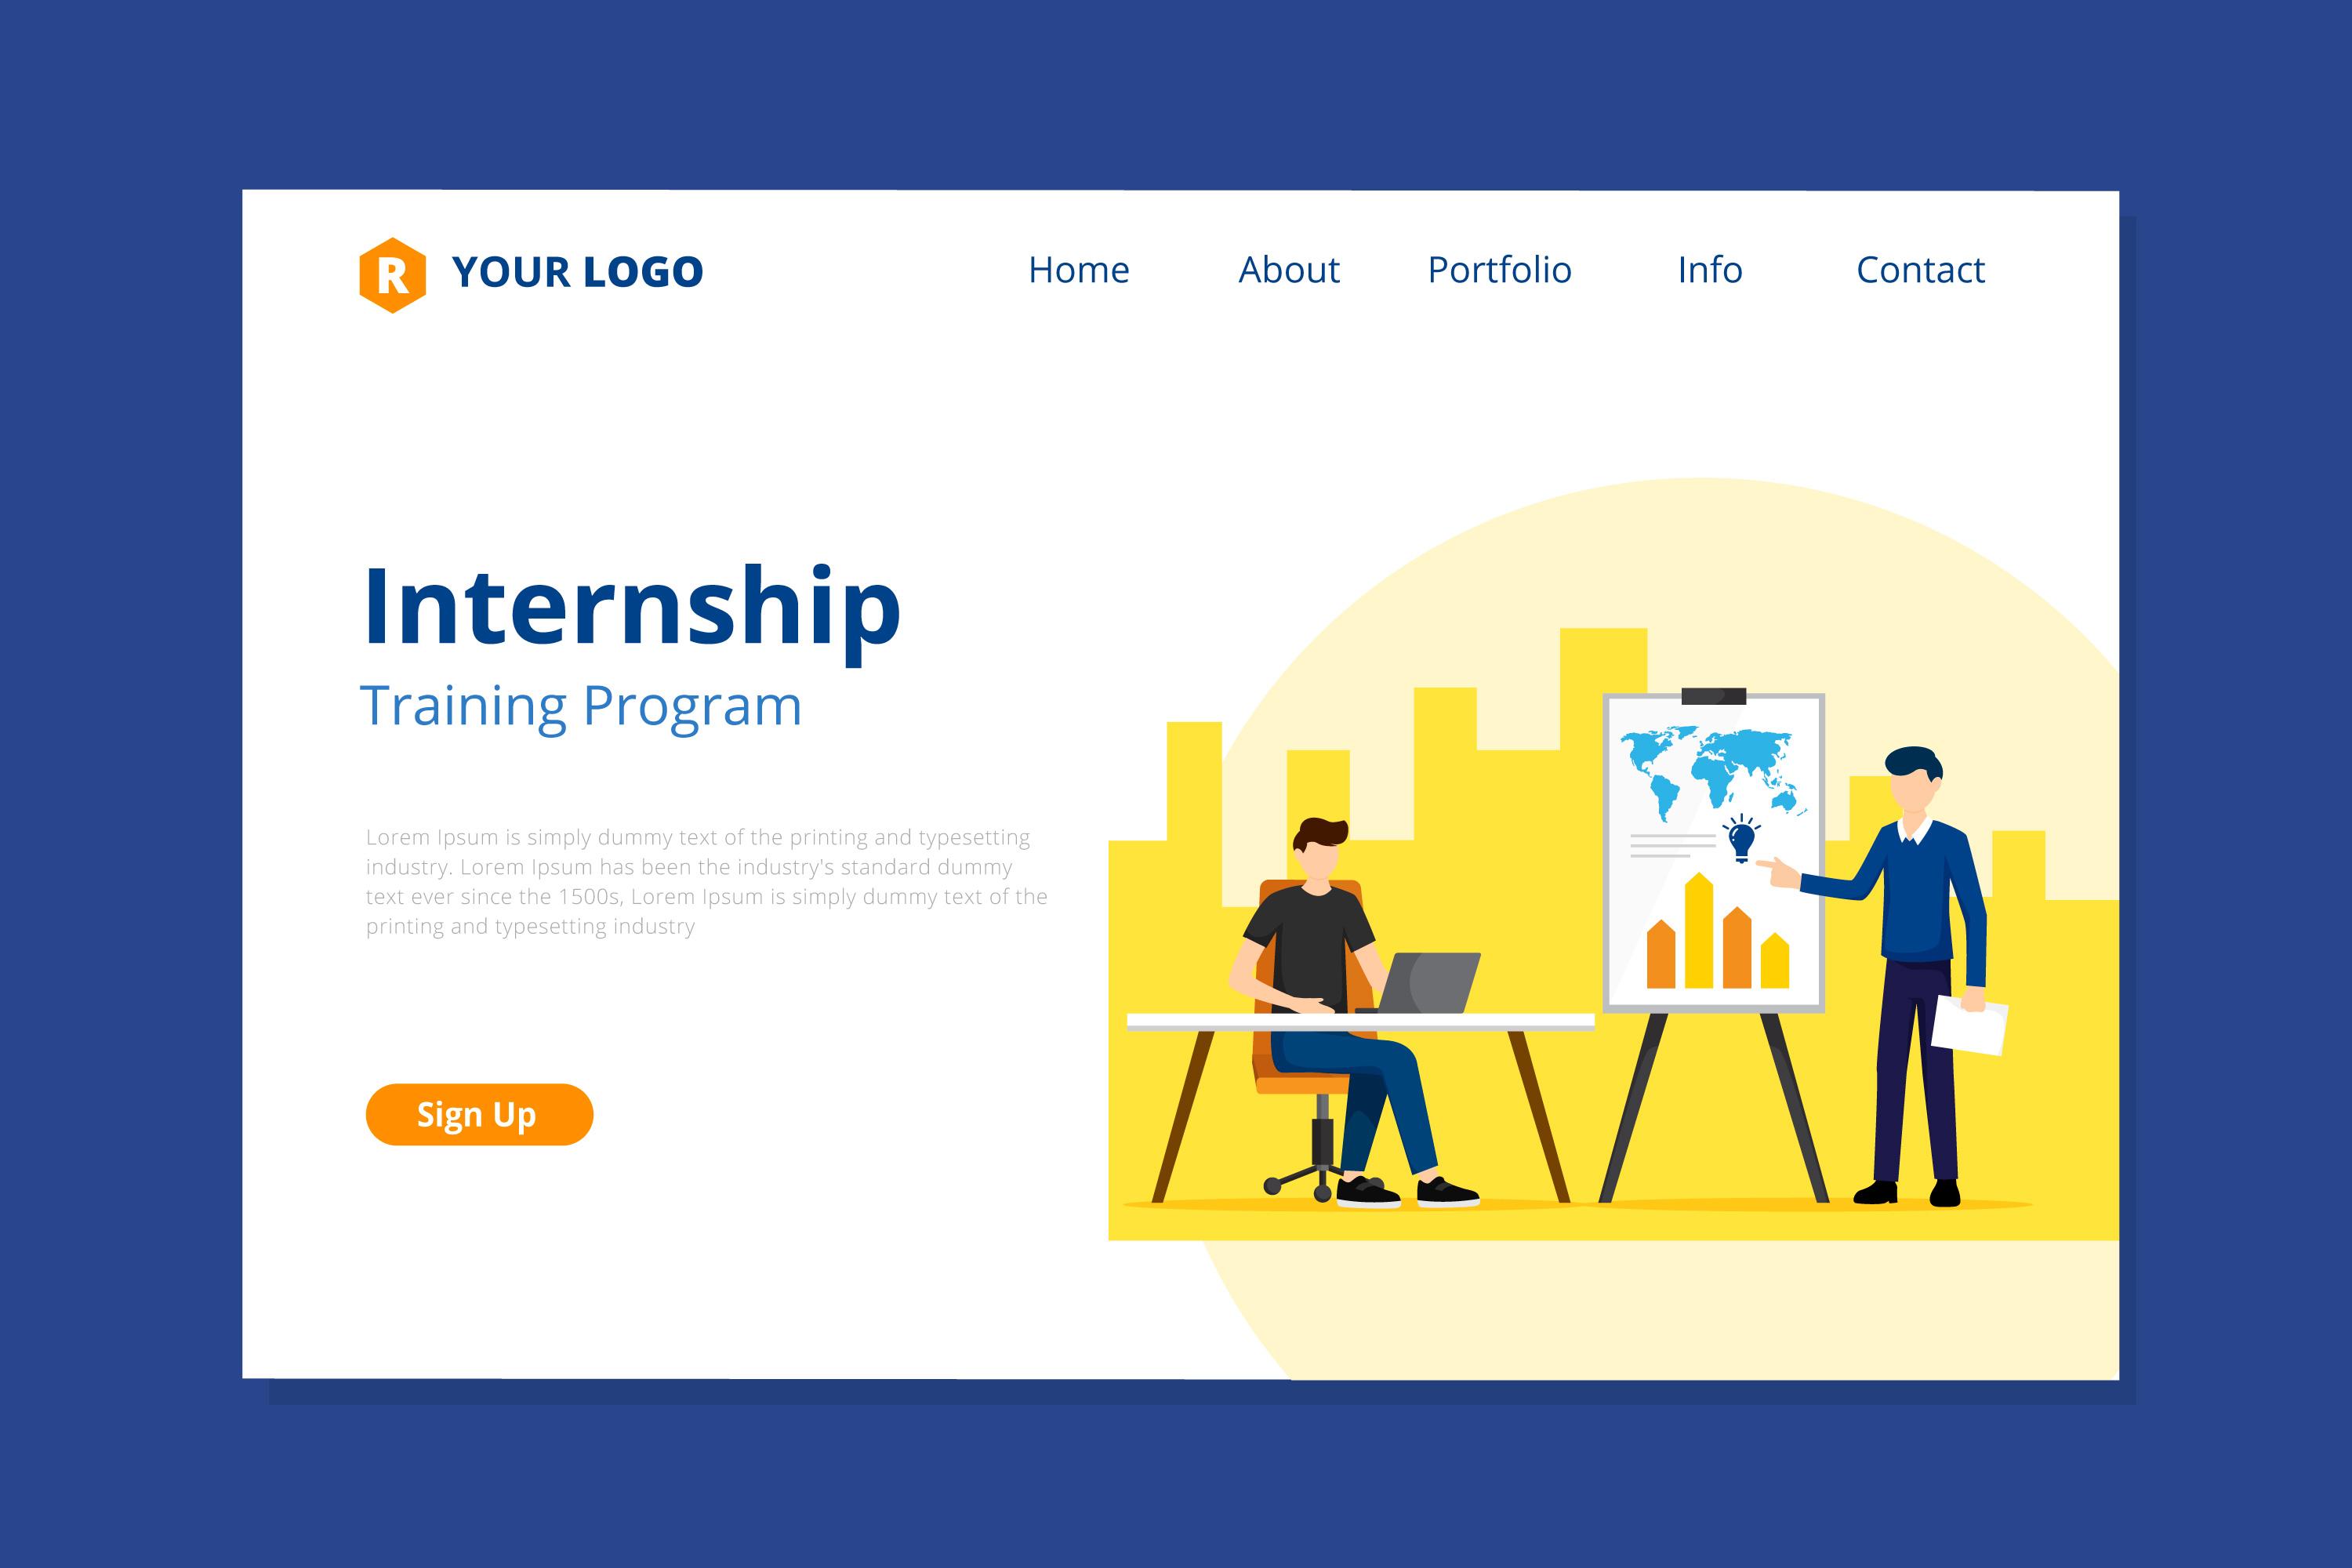 R YOUR LOGO Home About Portfolio Info Contact
Internship
Training Program
Lorem Ipsum is simply dummy text of the printing and typesetting
industry. Lorem Ipsum has been the industry's standard dummy
text ever since the 1500s, Lorem Ipsum is simply dummy text of the
printing and typesetting industry
Sign Up